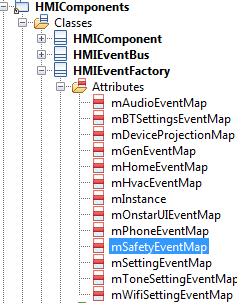 HMIComponents
Classes
HMIComponent
HMIEventBus
HMIEventFactory
Attributes
mAudioEventMap
mBTSettingsEventMap
mDeviceProjectionMap
mGenEventMap
mHomeEventMap
mHvacEventMap
mInstance
mOnstarUIEventMap
mPhoneEventMap
mSafetyEventMap
mSettingEventMap
mToneSettingEventMap
mWifiSettingEventMap